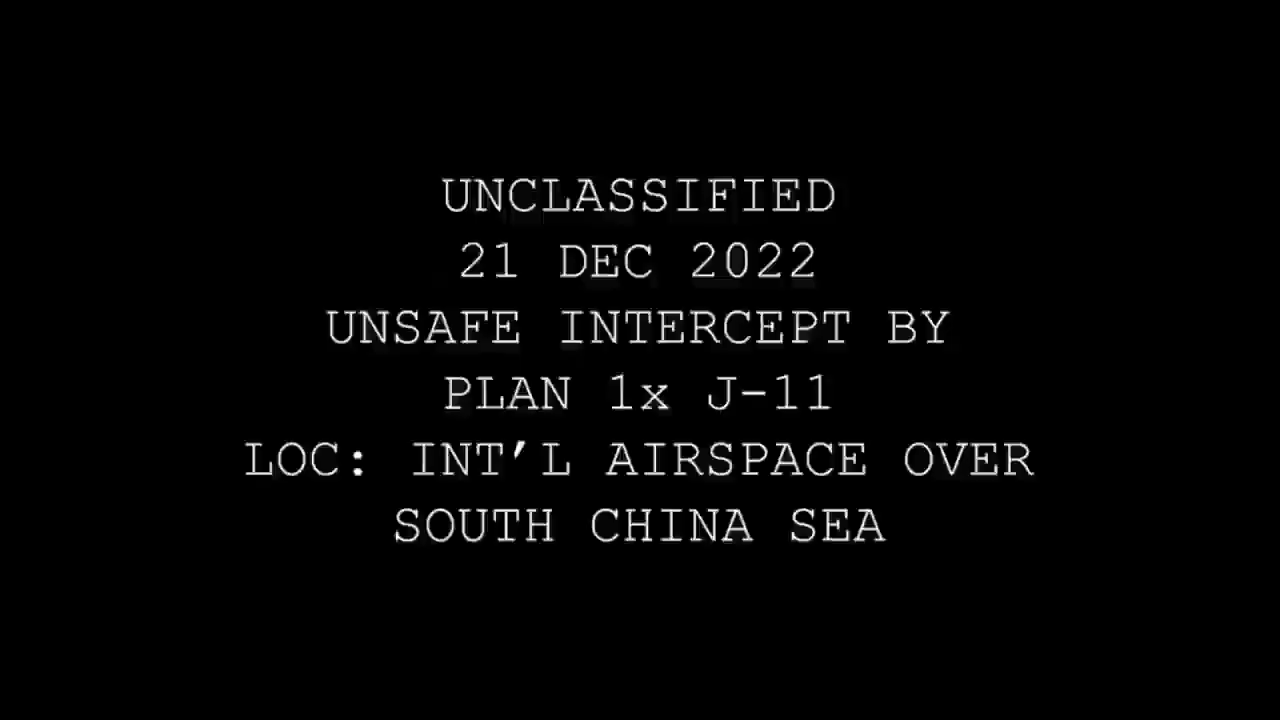 UNCLASSIFIED
21 DEC 2022
UNSAFE INTERCEPT BY
PLAN 1x J-11
LOC: INT’L AIRSPACE OVER
SOUTH CHINA SEA